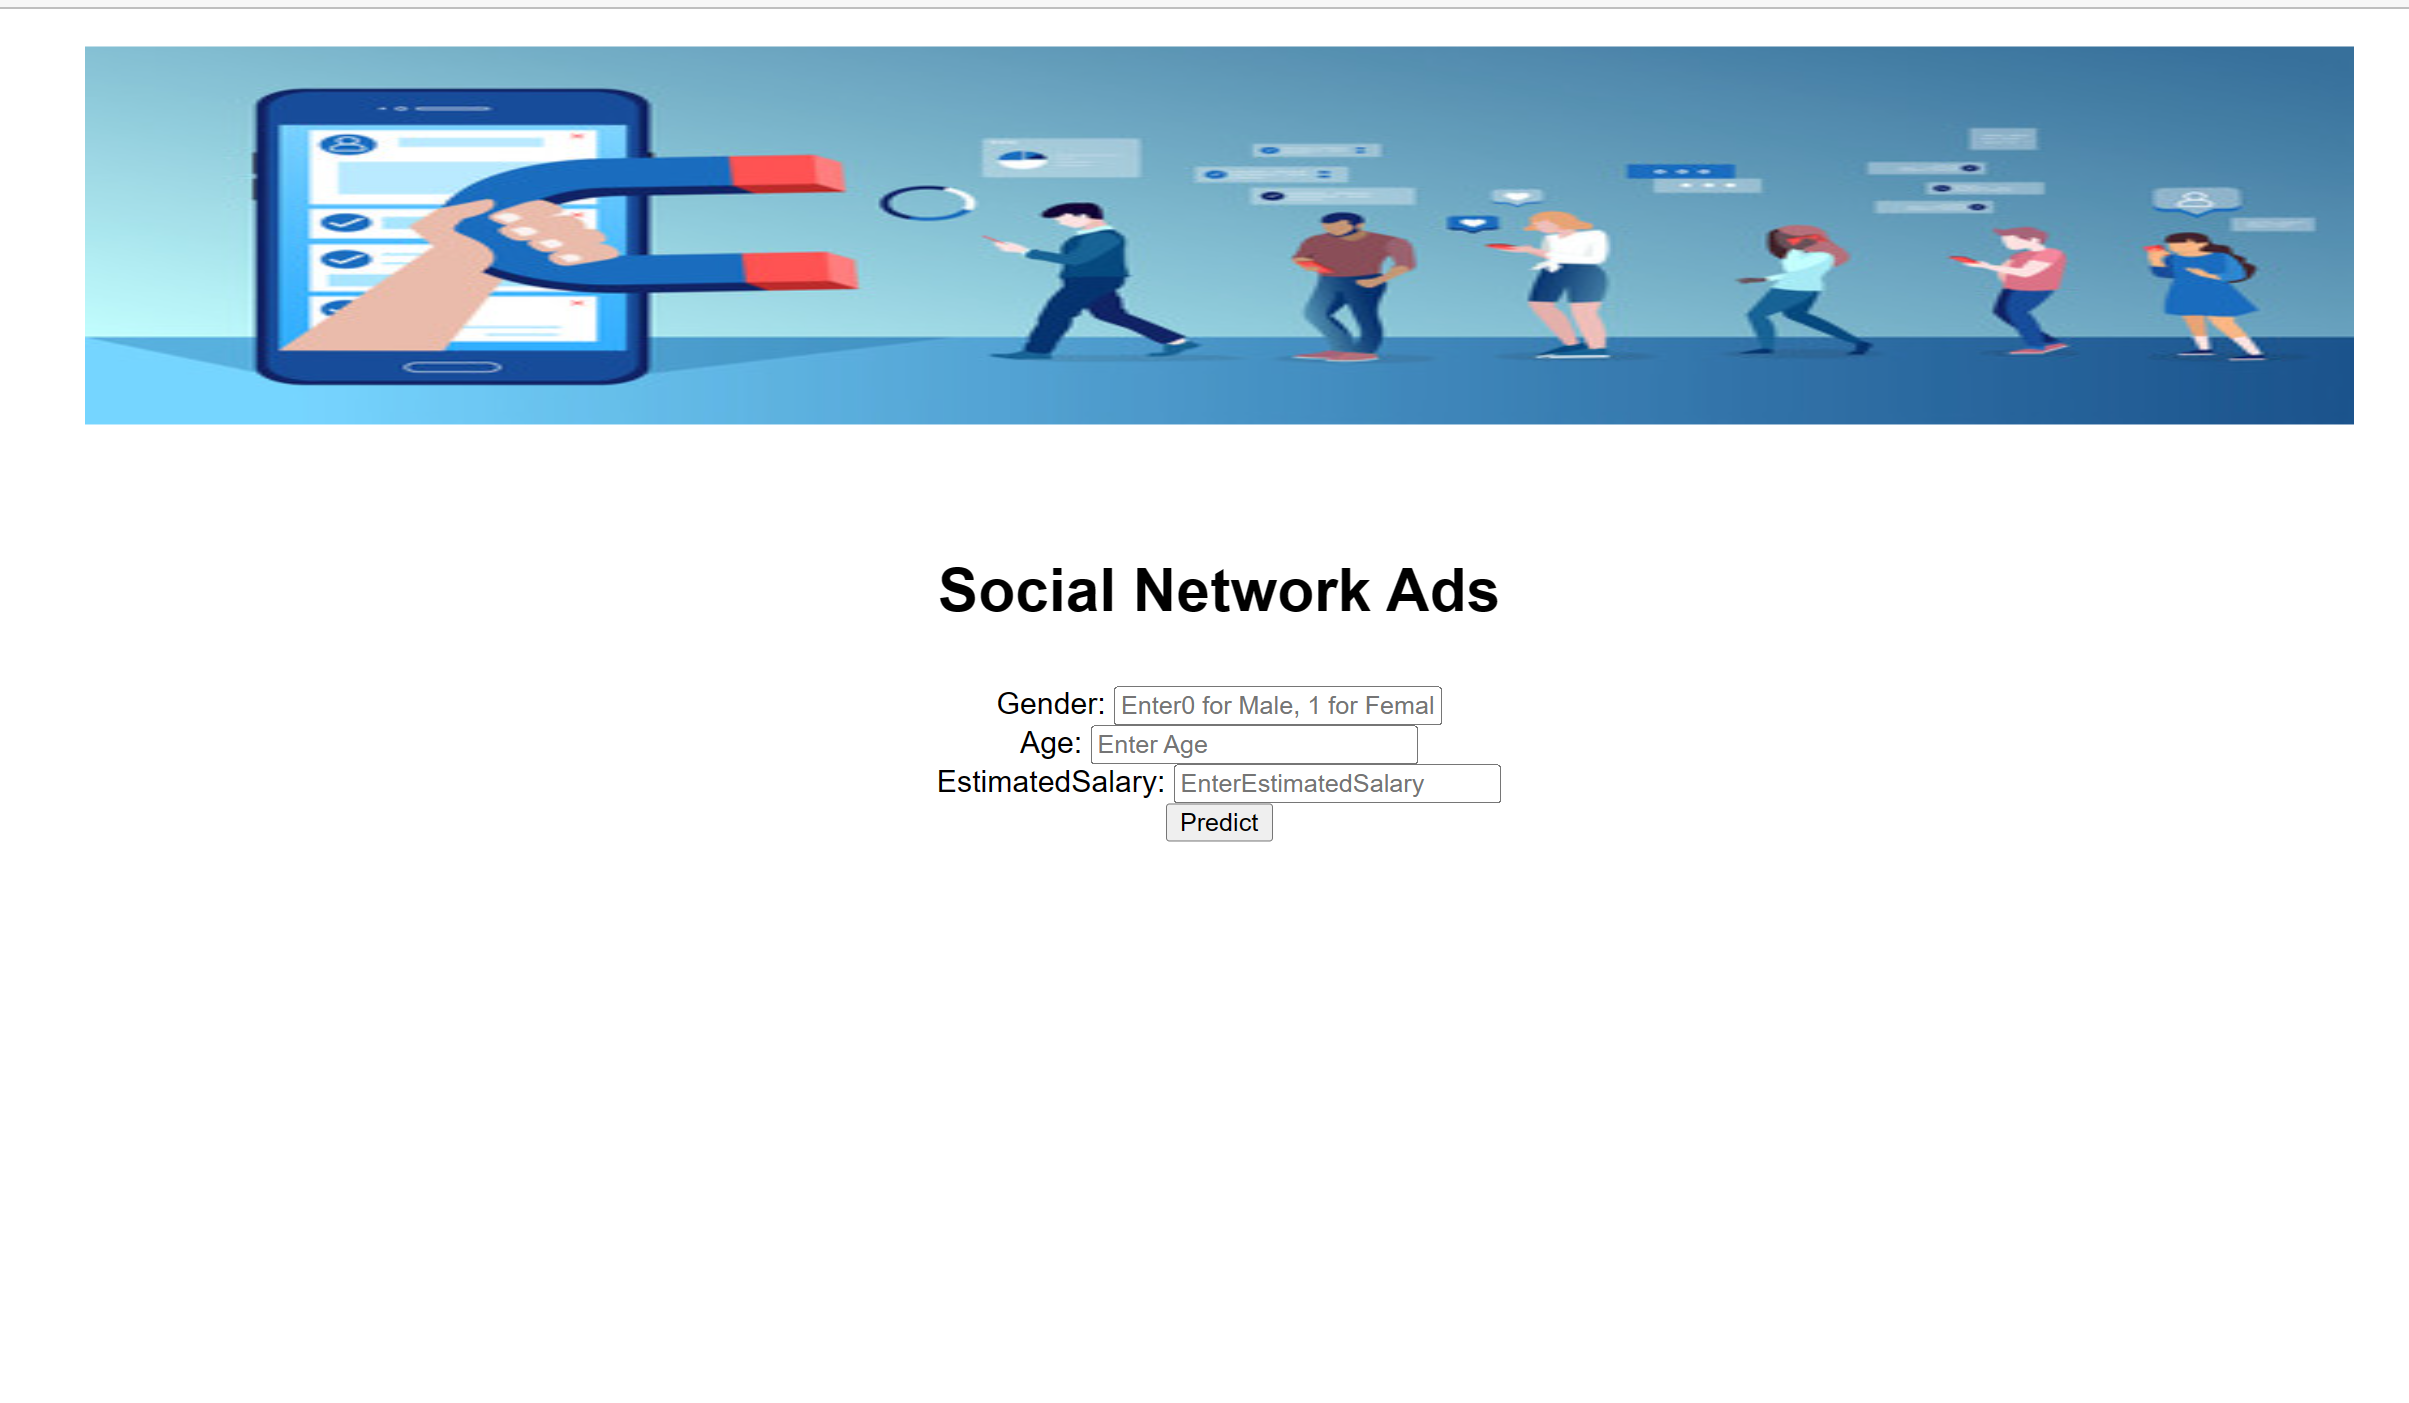 Social Network Ads
Gender: Enter0 for Male, 1 for Femal
Age: Enter Age
EstimatedSalary: EnterEstimatedSalary
Predict